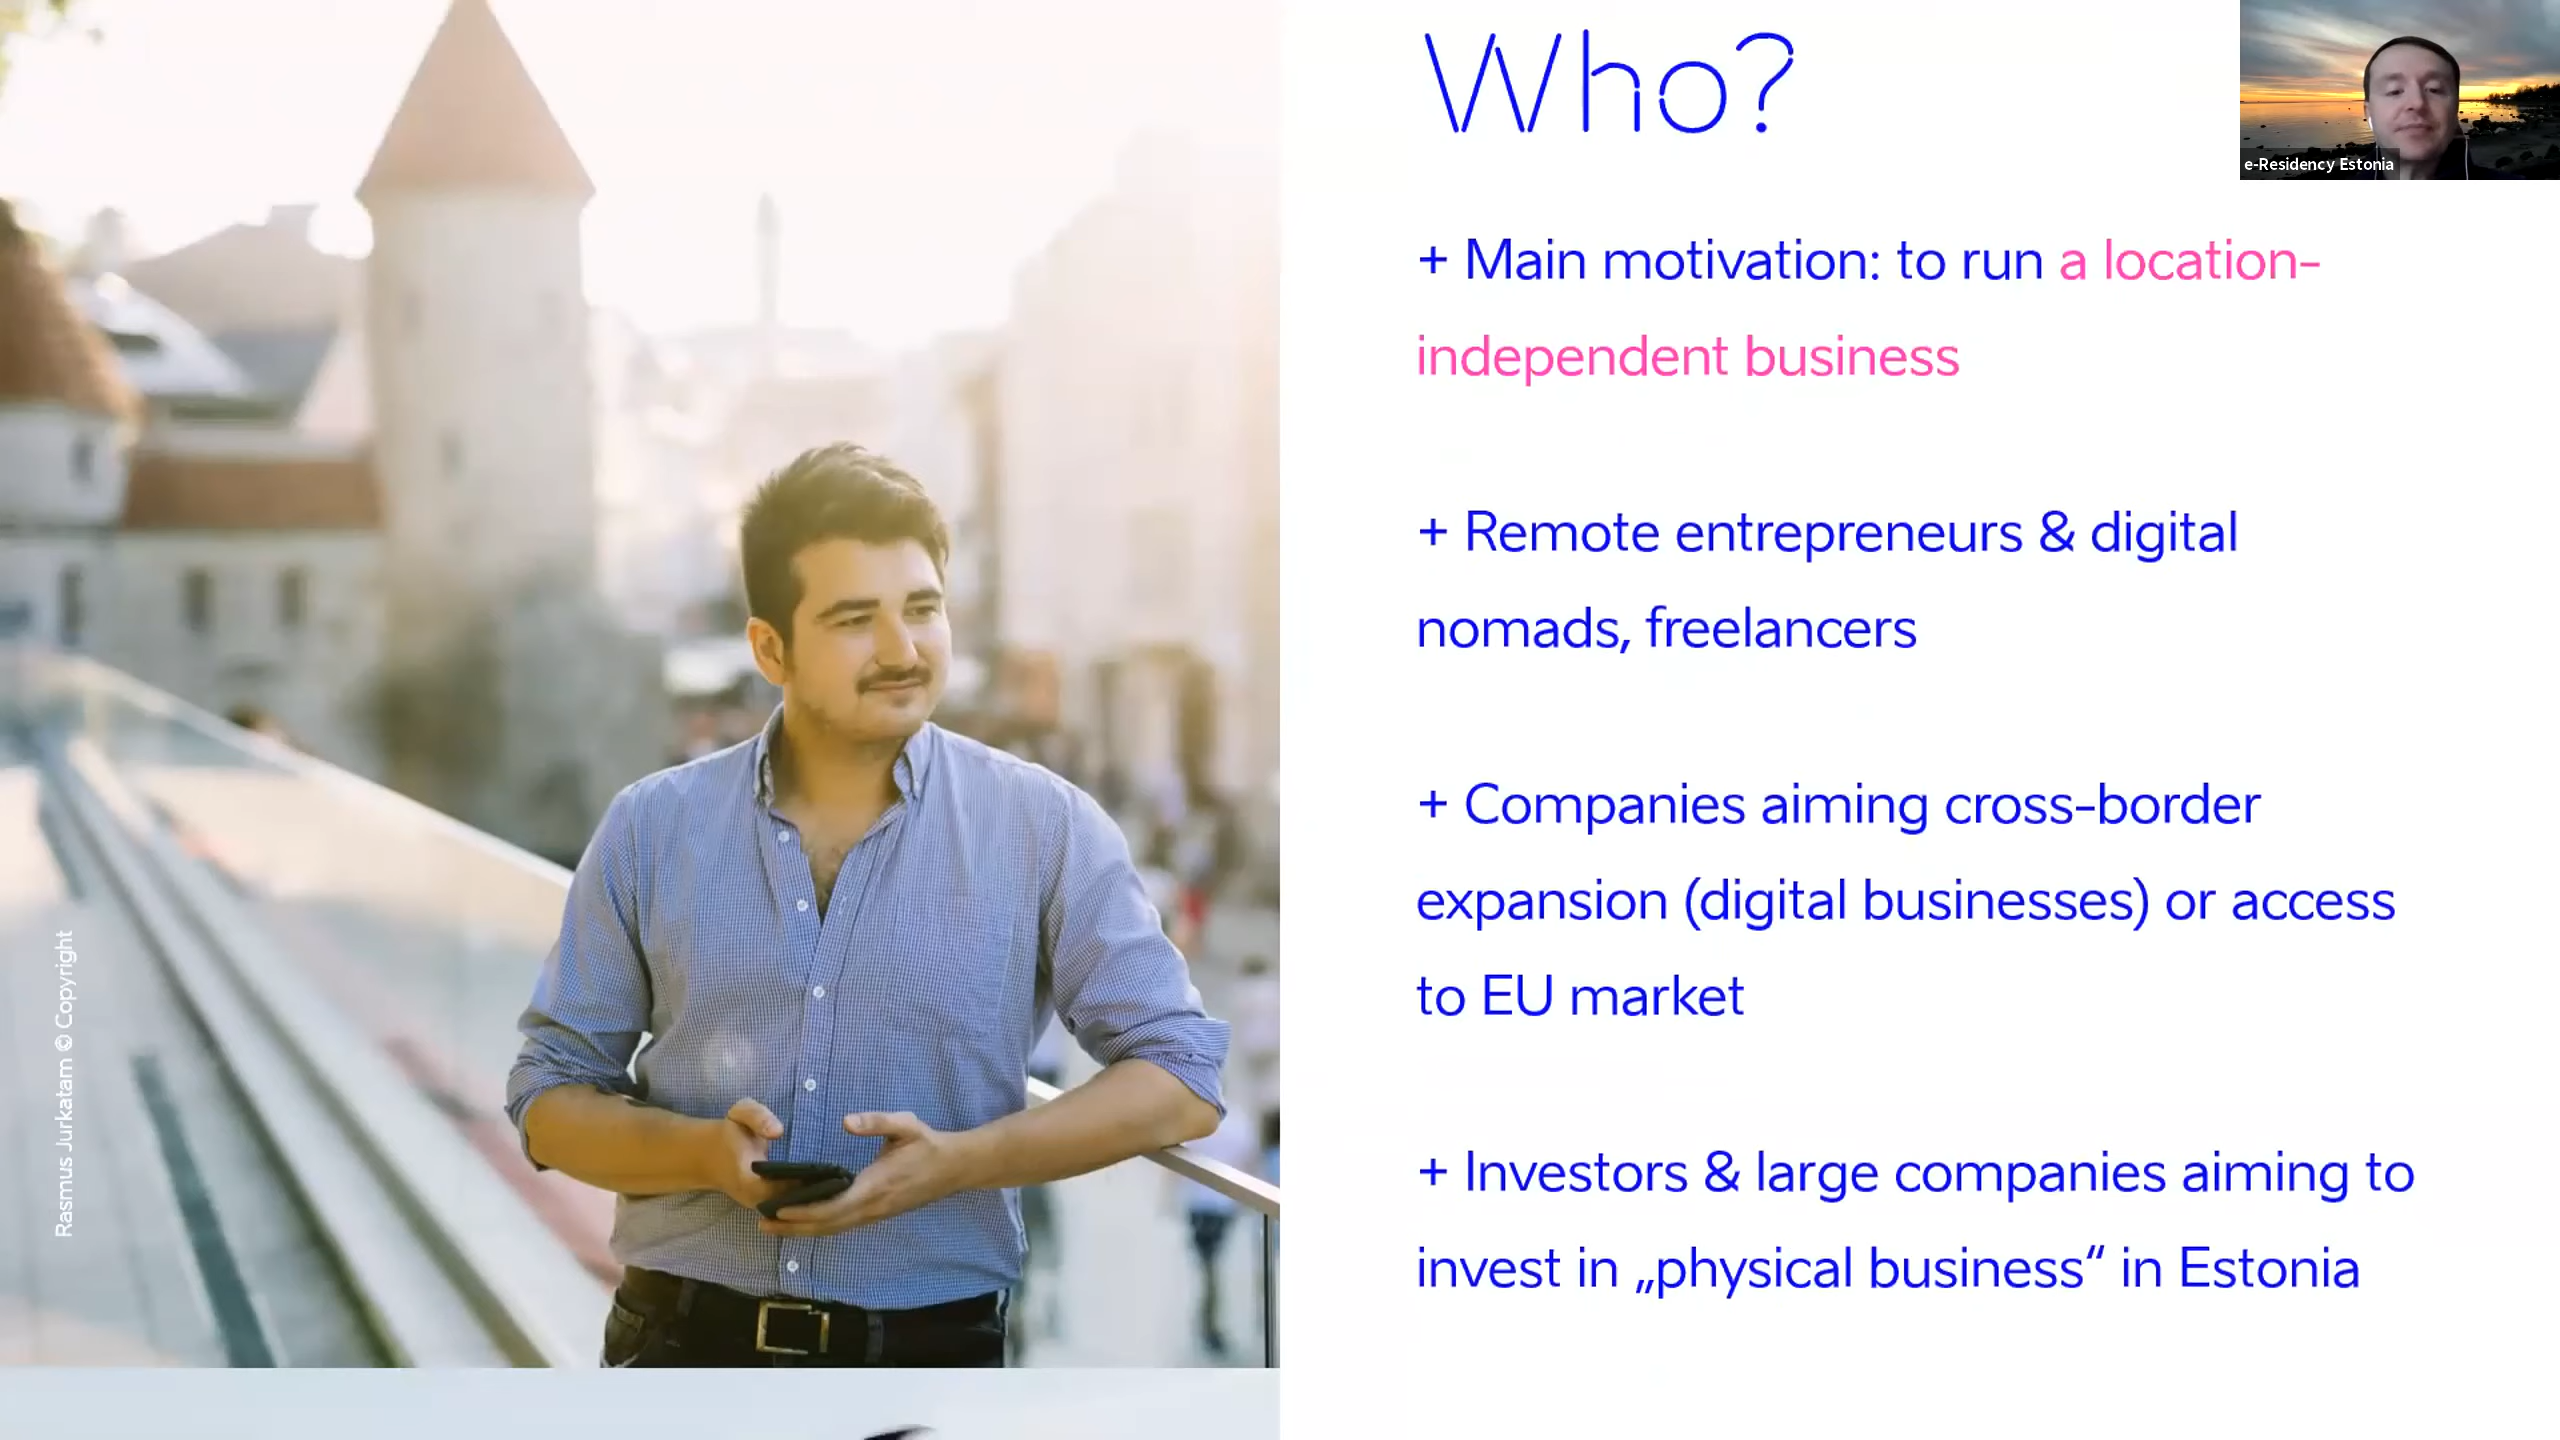 Who?
e-Residency Estonia
+ Main motivation: to run a location-
independent business
+ Remote entrepreneurs & digital
nomads, freelancers
+ Companies aiming cross-border
expansion (digital businesses) or access
to EU market
+ Investors & large companies aiming to
invest in „physical business“ in Estonia
Rasmus Jurkatam © Copyright